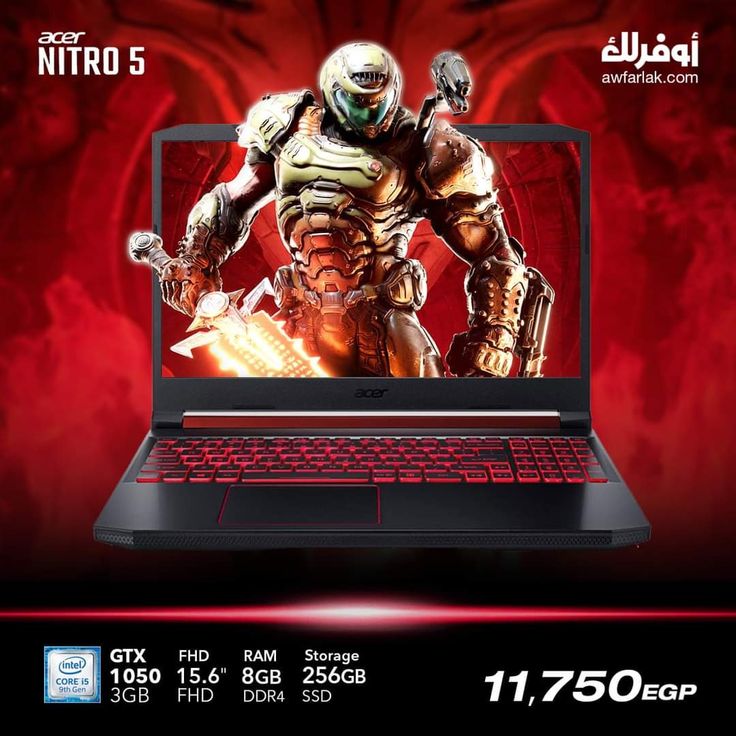 acer
NITRO 5
أوفرلك
awfarlak.com
acer
intel
CORE i5
9th Gen
GTX
1050
3GB
FHD
15.6"
FHD
RAM
8GB
DDR4
Storage
256GB
SSD
11,750EGP